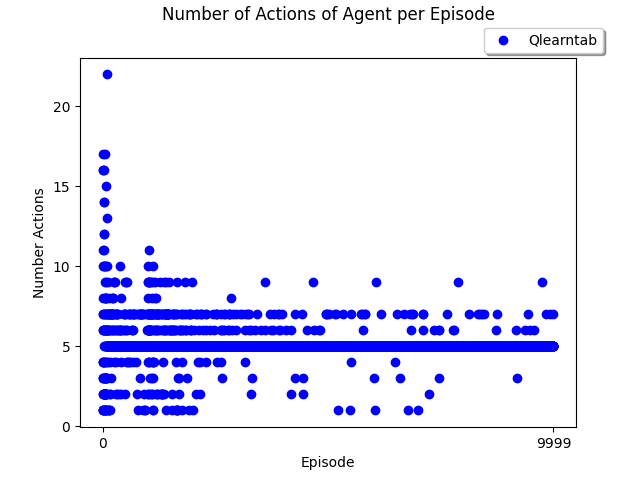 Number of Actions of Agent per Episode
Qlearntab
20
15
10
5
0
Number Actions
0 9999
Episode